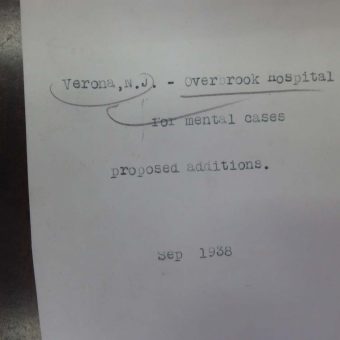 Verona, N.J. - Overbrook hospital
for mental cases
proposed additions.
Sep 1938